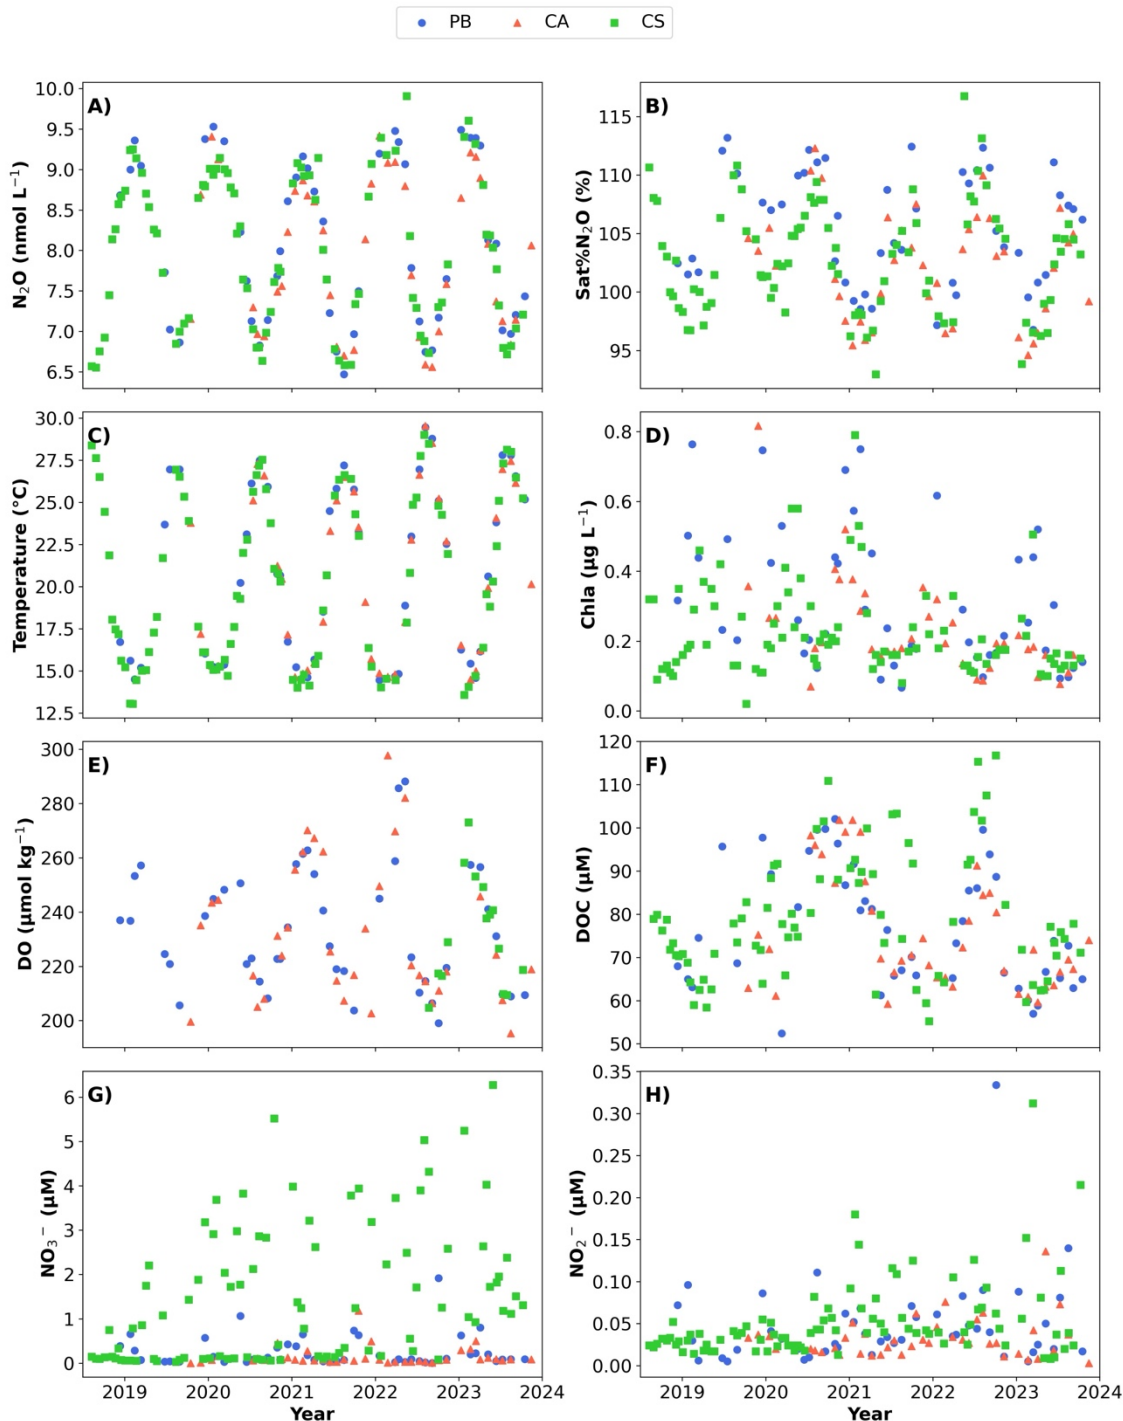 PB CA CS
A)
N₂O (nmol L⁻¹)
10.0
9.5
9.0
8.5
8.0
7.5
7.0
6.5
B)
Sat%N₂O (%)
115
110
105
100
95
C)
Temperature (°C)
30.0
27.5
25.0
22.5
20.0
17.5
15.0
12.5
D)
Chla (µg L⁻¹)
0.8
0.6
0.4
0.2
0.0
E)
DO (µmol kg⁻¹)
300
280
260
240
220
200
F)
DOC (µM)
120
110
100
90
80
70
60
50
G)
NO₃⁻ (µM)
6
5
4
3
2
1
0
2019 2020 2021 2022 2023 2024
Year
H)
NO₂⁻ (µM)
0.35
0.30
0.25
0.20
0.15
0.10
0.05
0.00
2019 2020 2021 2022 2023 2024
Year